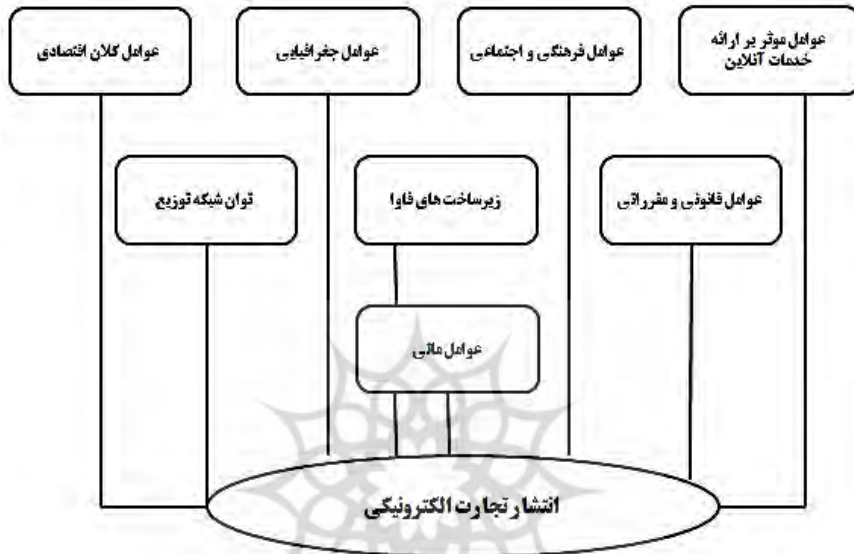 عوامل موثر بر ارائه
خدمات آنلاین
عوامل فرهنگی و اجتماعی
عوامل جغرافیایی
عوامل کلان اقتصادی
عوامل قانونی و مقرراتی
زیرساخت های فاوا
توان شبکه توزیع
عوامل مالی
انتشار تجارت الکترونیکی